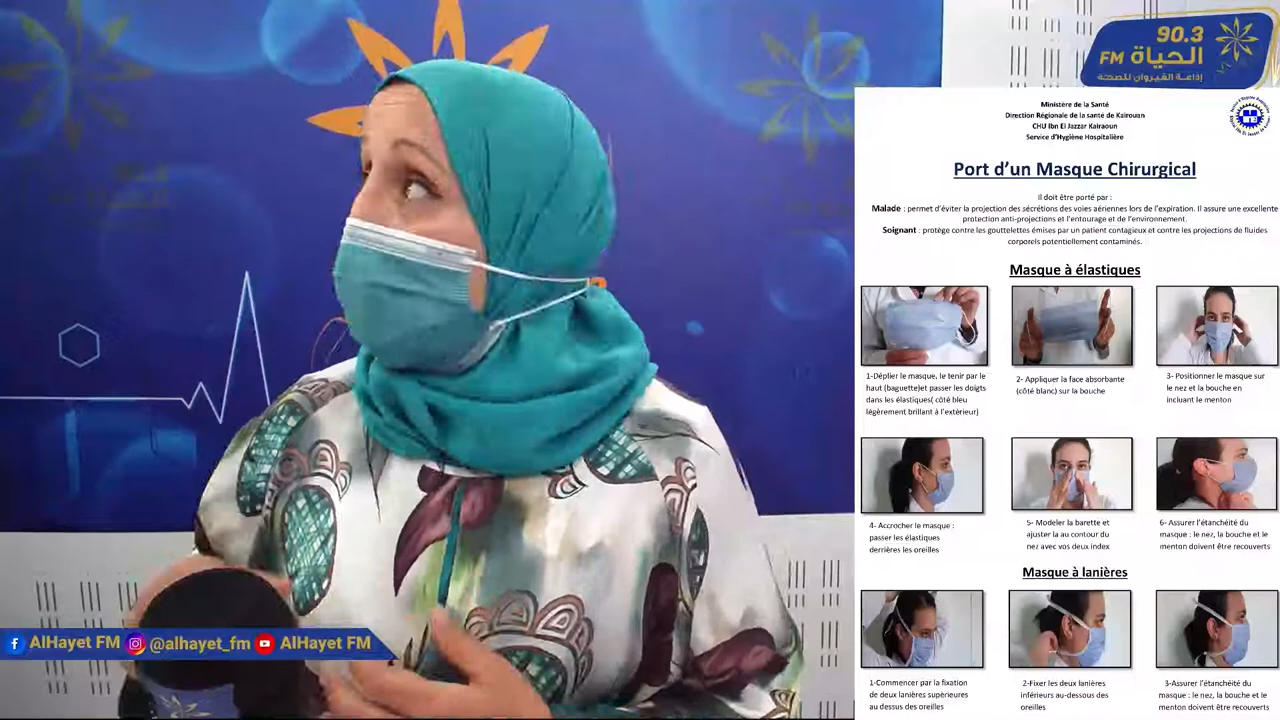 90.3
الحياة FM
إذاعة القيروان للصحة
Ministère de la Santé
Direction Régionale de la santé de Kairouan
CHU Ibn El Jazzar Kairaoun
Service d'Hygiène Hospitalière
Port d'un Masque Chirurgical
Il doit être porté par :
Malade : permet d'éviter la projection des sécrétions des voies aériennes lors de l'expiration. Il assure une excellente
protection anti-projections et l'entourage et de l'environnement.
Soignant : protège contre les gouttelettes émises par un patient contagieux et contre les projections de fluides
corporels potentiellement contaminés.
Masque à élastiques
1-Déplier le masque, le tenir par le
haut (baguette)et passer les doigts
dans les élastiques( côté bleu
légèrement brillant à l'extérieur)
2- Appliquer la face absorbante
(côté blanc) sur la bouche
3- Positionner le masque sur
le nez et la bouche en
incluant le menton
4- Accrocher le masque :
passer les élastiques
derrières les oreilles
5- Modeler la barette et
ajuster la au contour du
nez avec vos deux index
6- Assurer l'étanchéité du
masque : le nez, la bouche et le
menton doivent être recouverts
Masque à lanières
1-Commencer par la fixation
de deux lanières supérieures
au dessus des oreilles
2-Fixer les deux lanières
inférieurs au-dessous des
oreilles
3-Assurer l'étanchéité du
masque : le nez, la bouche et le
menton doivent être recouverts
AlHayet FM @alhayet_fm AlHayet FM